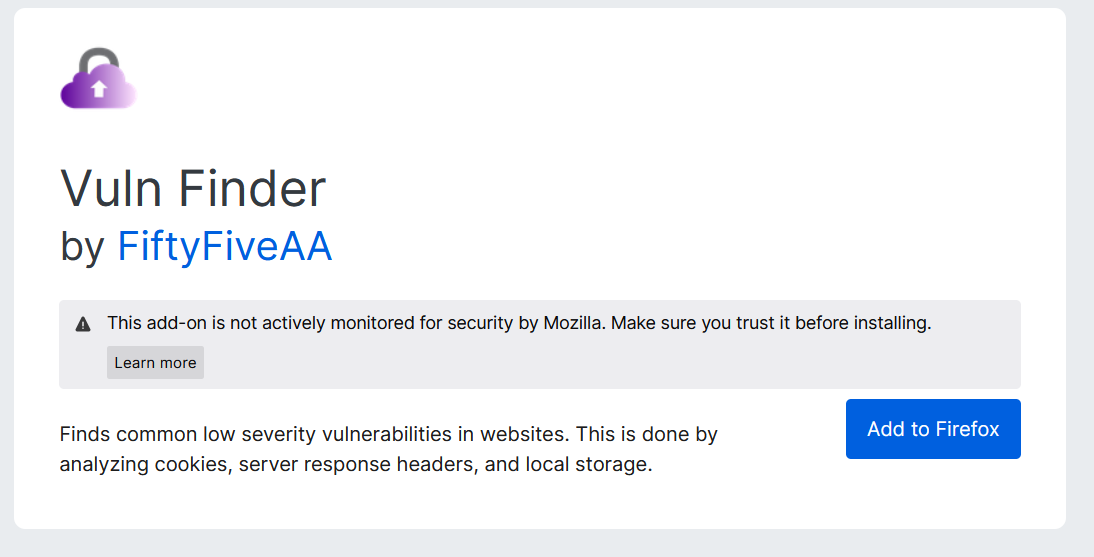 Vuln Finder
by FiftyFiveAA
This add-on is not actively monitored for security by Mozilla. Make sure you trust it before installing.
Learn more
Finds common low severity vulnerabilities in websites. This is done by
analyzing cookies, server response headers, and local storage.
Add to Firefox